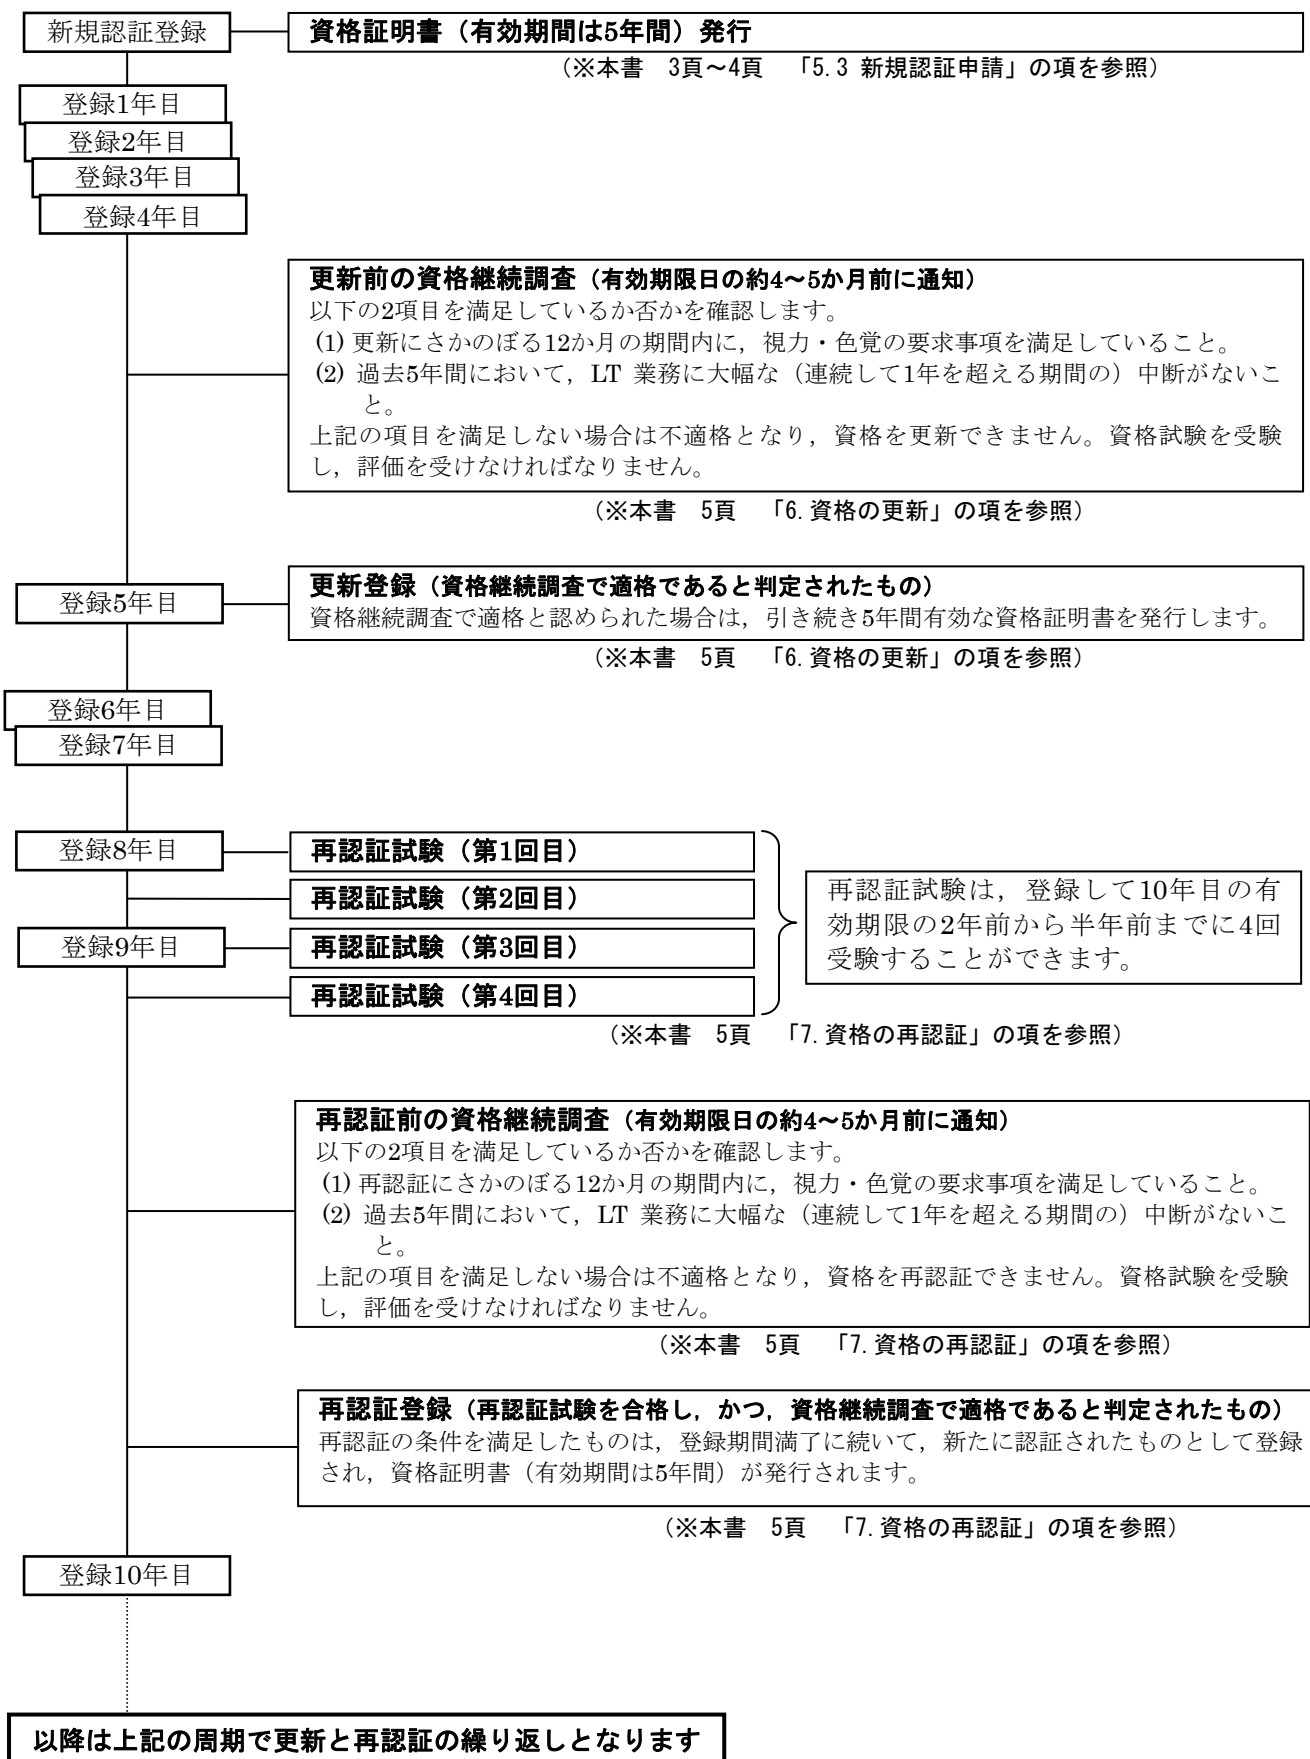 新規認証登録
資格証明書（有効期間は5年間）発行
（※本書　3頁～4頁　「5.3 新規認証申請」の項を参照）
登録1年目
登録2年目
登録3年目
登録4年目
更新前の資格継続調査（有効期限日の約4～5か月前に通知）
以下の2項目を満足しているか否かを確認します。
(1) 更新にさかのぼる12か月の期間内に，視力・色覚の要求事項を満足していること。
(2) 過去5年間において，LT 業務に大幅な（連続して1年を超える期間の）中断がないこ
と。
上記の項目を満足しない場合は不適格となり，資格を更新できません。資格試験を受験
し，評価を受けなければなりません。
（※本書　5頁　「6.資格の更新」の項を参照）
登録5年目
更新登録（資格継続調査で適格であると判定されたもの）
資格継続調査で適格と認められた場合は，引き続き5年間有効な資格証明書を発行します。
（※本書　5頁　「6.資格の更新」の項を参照）
登録6年目
登録7年目
登録8年目
再認証試験（第1回目）
再認証試験（第2回目）
登録9年目
再認証試験（第3回目）
再認証試験（第4回目）
再認証試験は，登録して10年目の有
効期限の2年前から半年前までに4回
受験することができます。
（※本書　5頁　「7.資格の再認証」の項を参照）
再認証前の資格継続調査（有効期限日の約4～5か月前に通知）
以下の2項目を満足しているか否かを確認します。
(1) 再認証にさかのぼる12か月の期間内に，視力・色覚の要求事項を満足していること。
(2) 過去5年間において，LT 業務に大幅な（連続して1年を超える期間の）中断がないこ
と。
上記の項目を満足しない場合は不適格となり，資格を再認証できません。資格試験を受験
し，評価を受けなければなりません。
（※本書　5頁　「7.資格の再認証」の項を参照）
再認証登録（再認証試験を合格し，かつ，資格継続調査で適格であると判定されたもの）
再認証の条件を満足したものは，登録期間満了に続いて，新たに認証されたものとして登録
され，資格証明書（有効期間は5年間）が発行されます。
（※本書　5頁　「7.資格の再認証」の項を参照）
登録10年目
以降は上記の周期で更新と再認証の繰り返しとなります